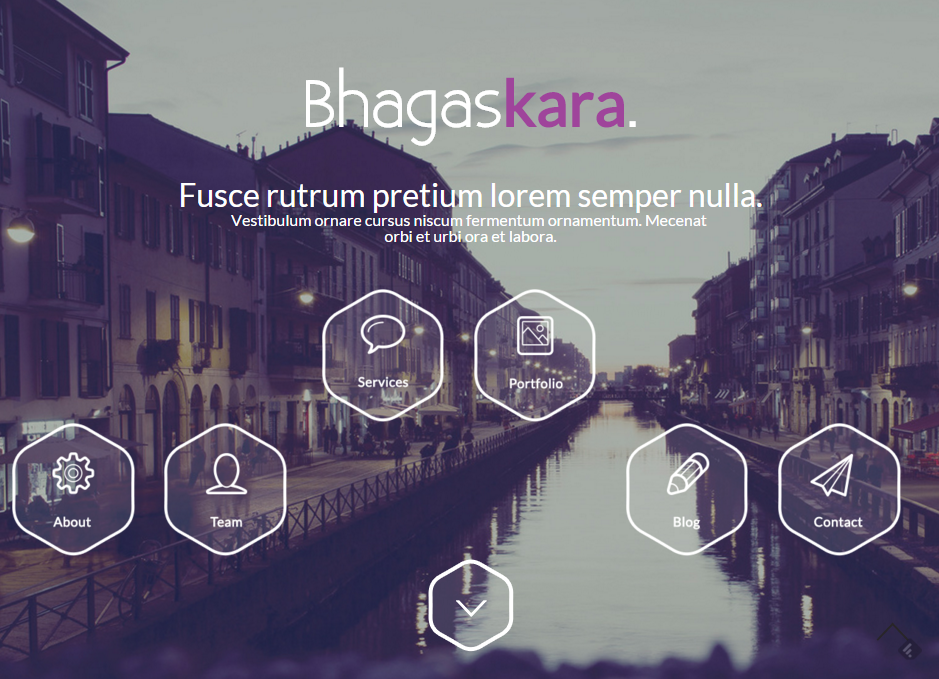 Bhagaskara.
Fusce rutrum pretium lorem semper nulla.
Vestibulum ornare cursus niscum fermentum ornamentum. Mecenat
orbi et urbi ora et labora.
Services
Portfolio
About
Team
Blog
Contact